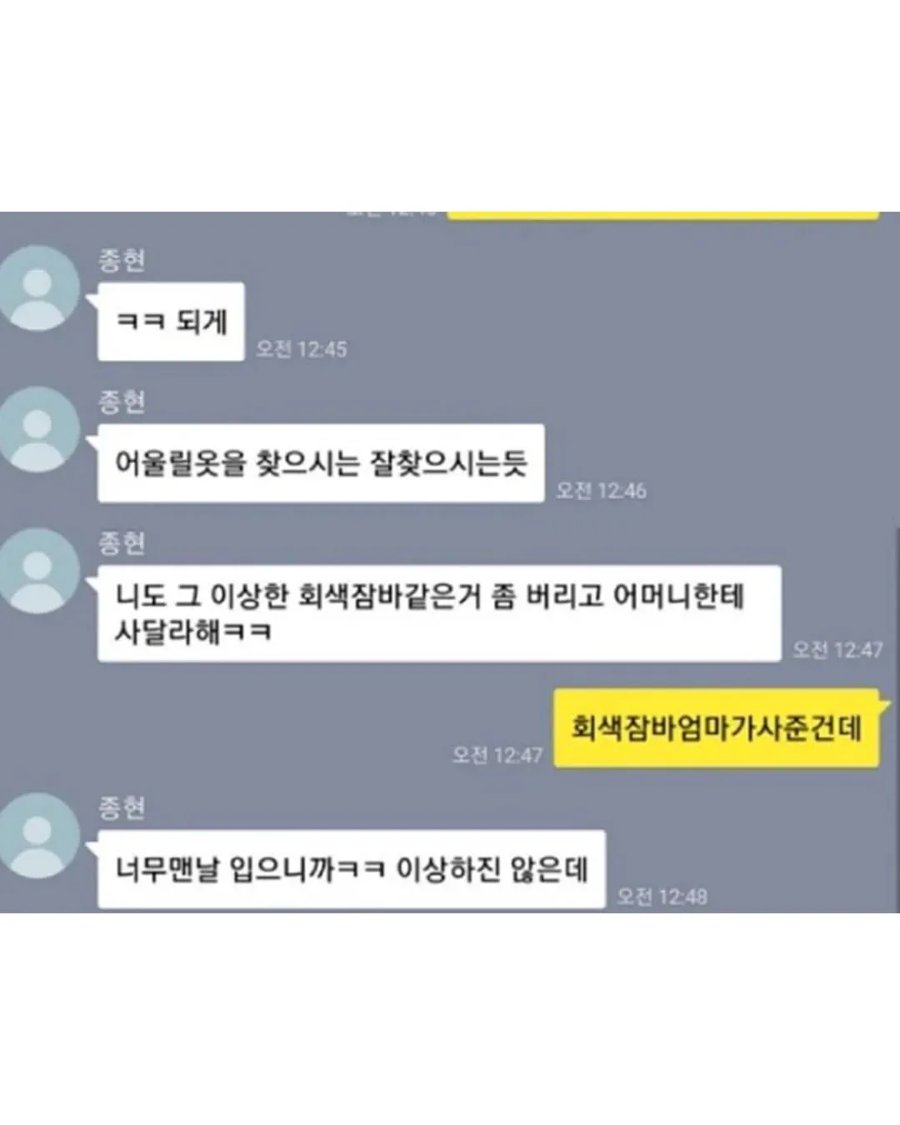 종현
ㅋㅋ 되게
오전 12:45
종현
어울릴옷을 찾으시는 잘찾으시는듯
오전 12:46
종현
니도 그 이상한 회색잠바같은거 좀 버리고 어머니한테
사달라해ㅋㅋ
오전 12:47
회색잠바엄마가사준건데
오전 12:47
종현
너무맨날 입으니까ㅋㅋ 이상하진 않은데
오전 12:48